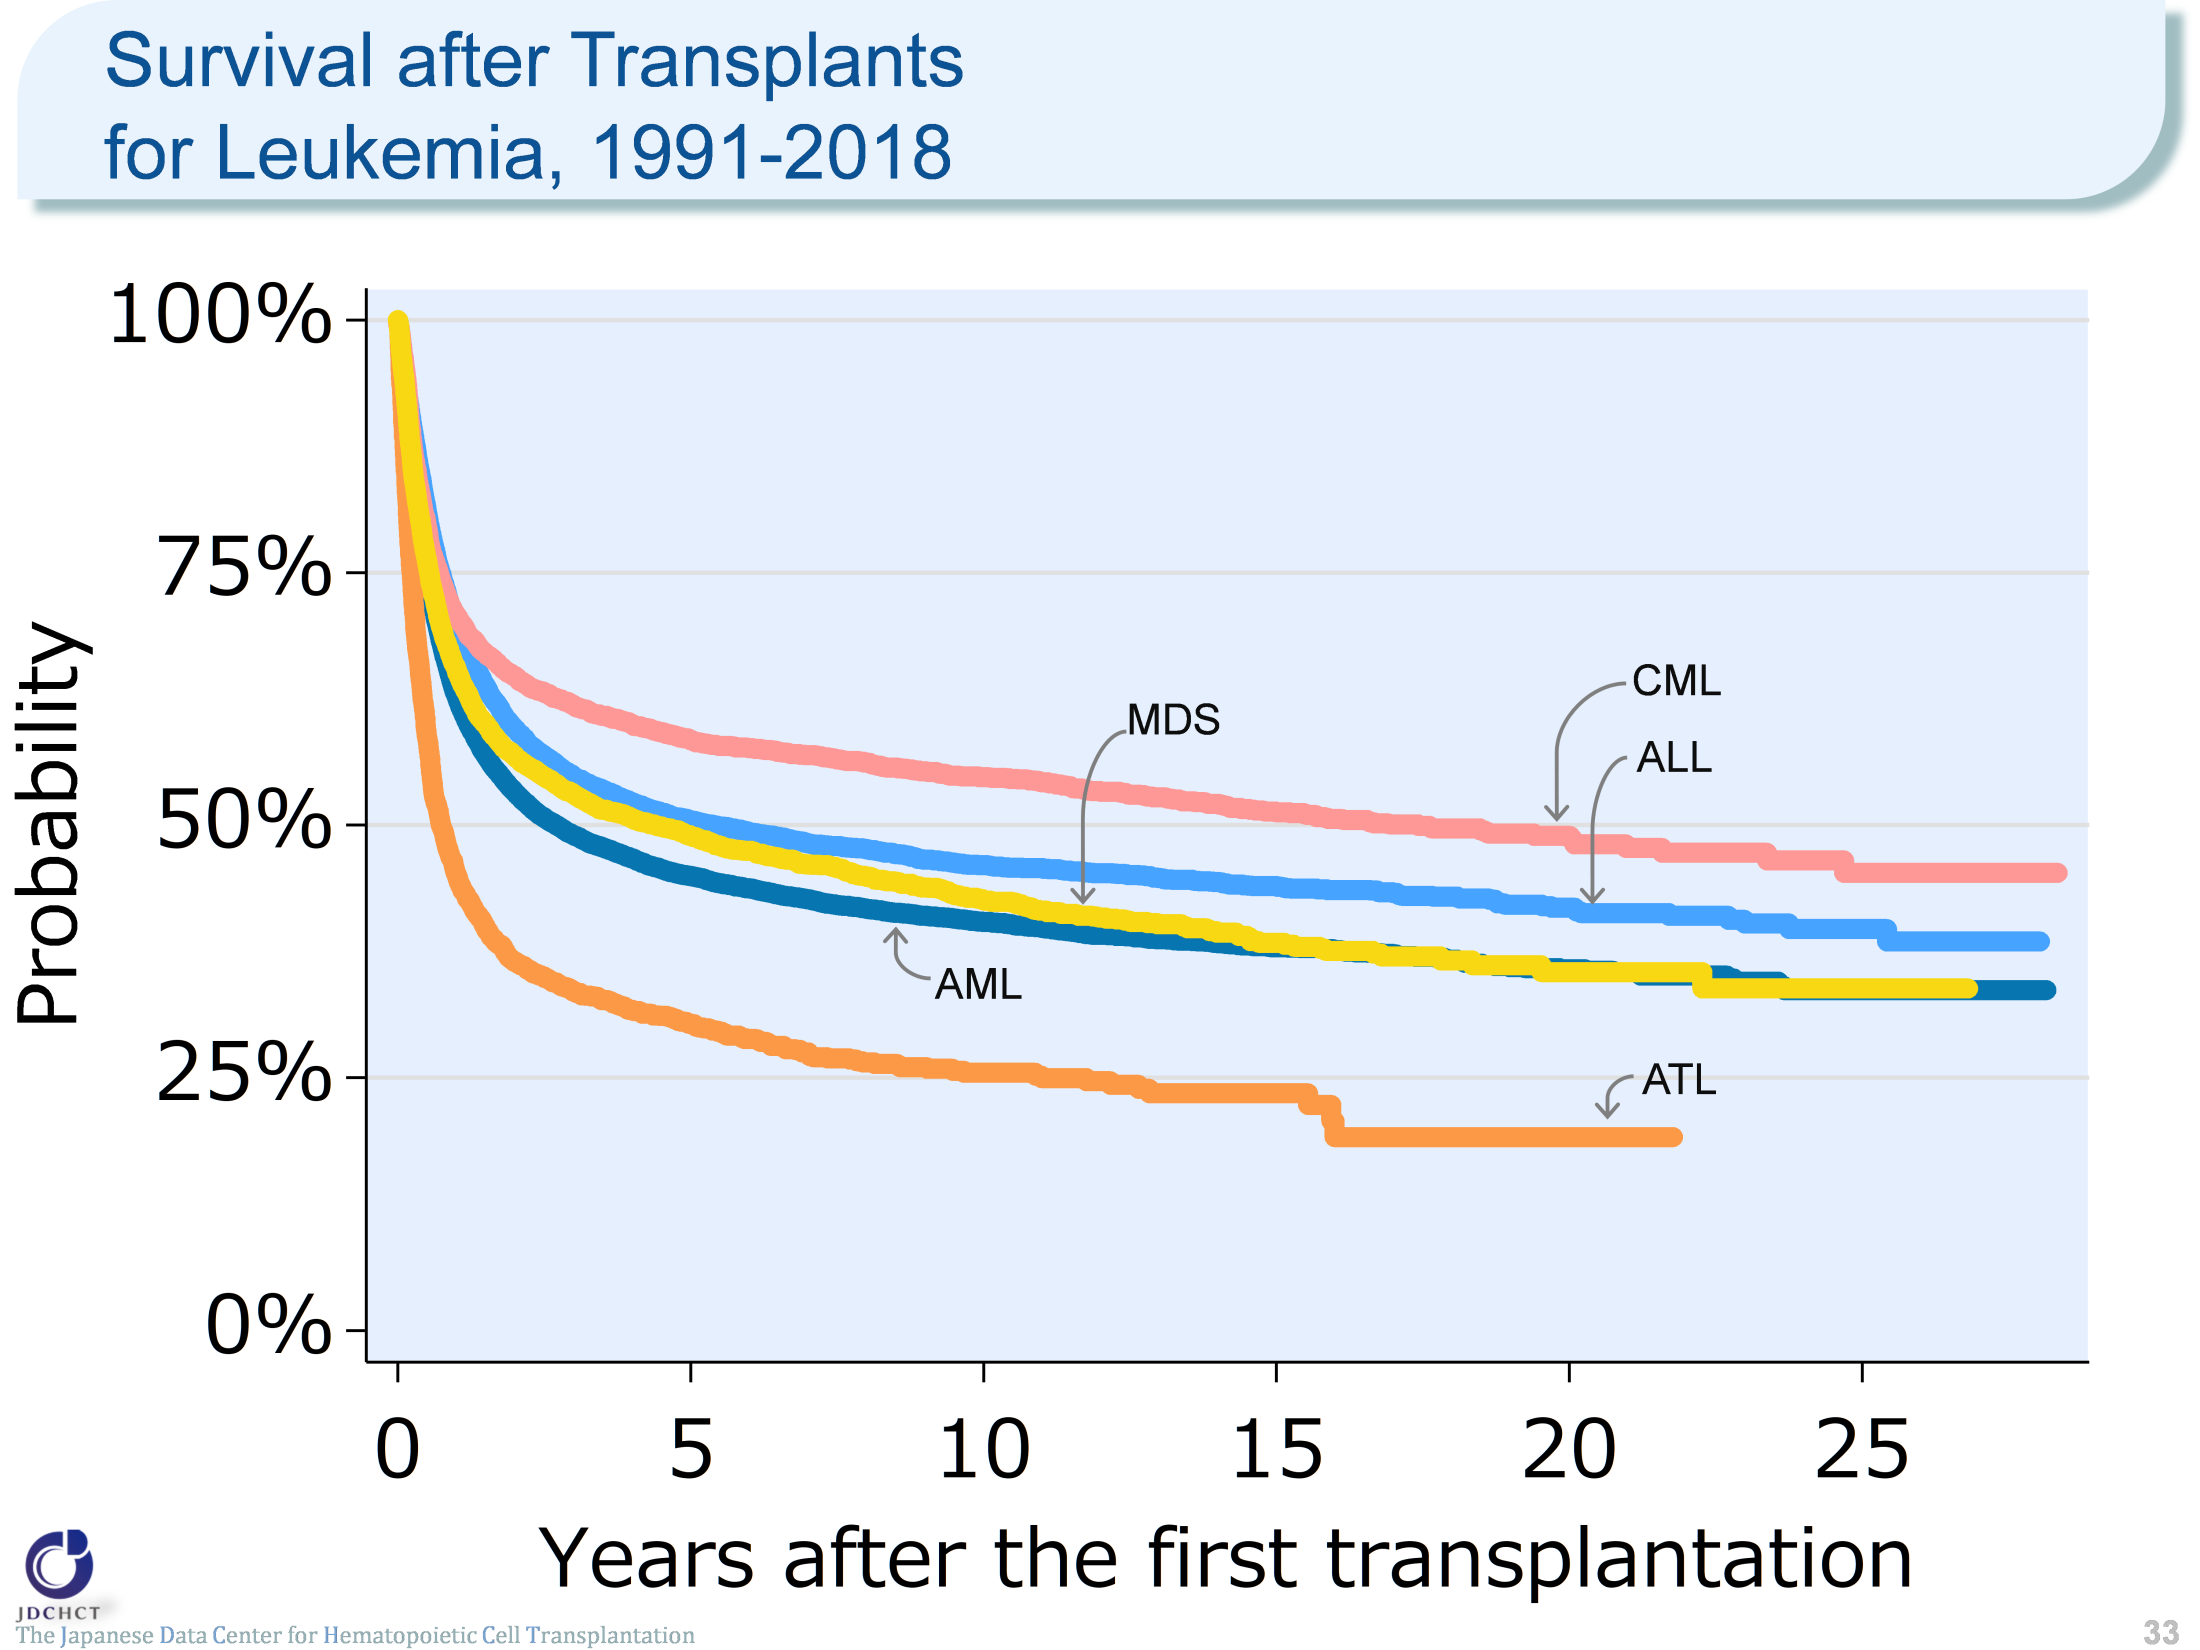 Survival after Transplants
for Leukemia, 1991-2018
100%
75%
50%
25%
0%
Probability
CML
MDS
ALL
AML
ATL
0 5 10 15 20 25
Years after the first transplantation
JDCHCT
The Japanese Data Center for Hematopoietic Cell Transplantation
33